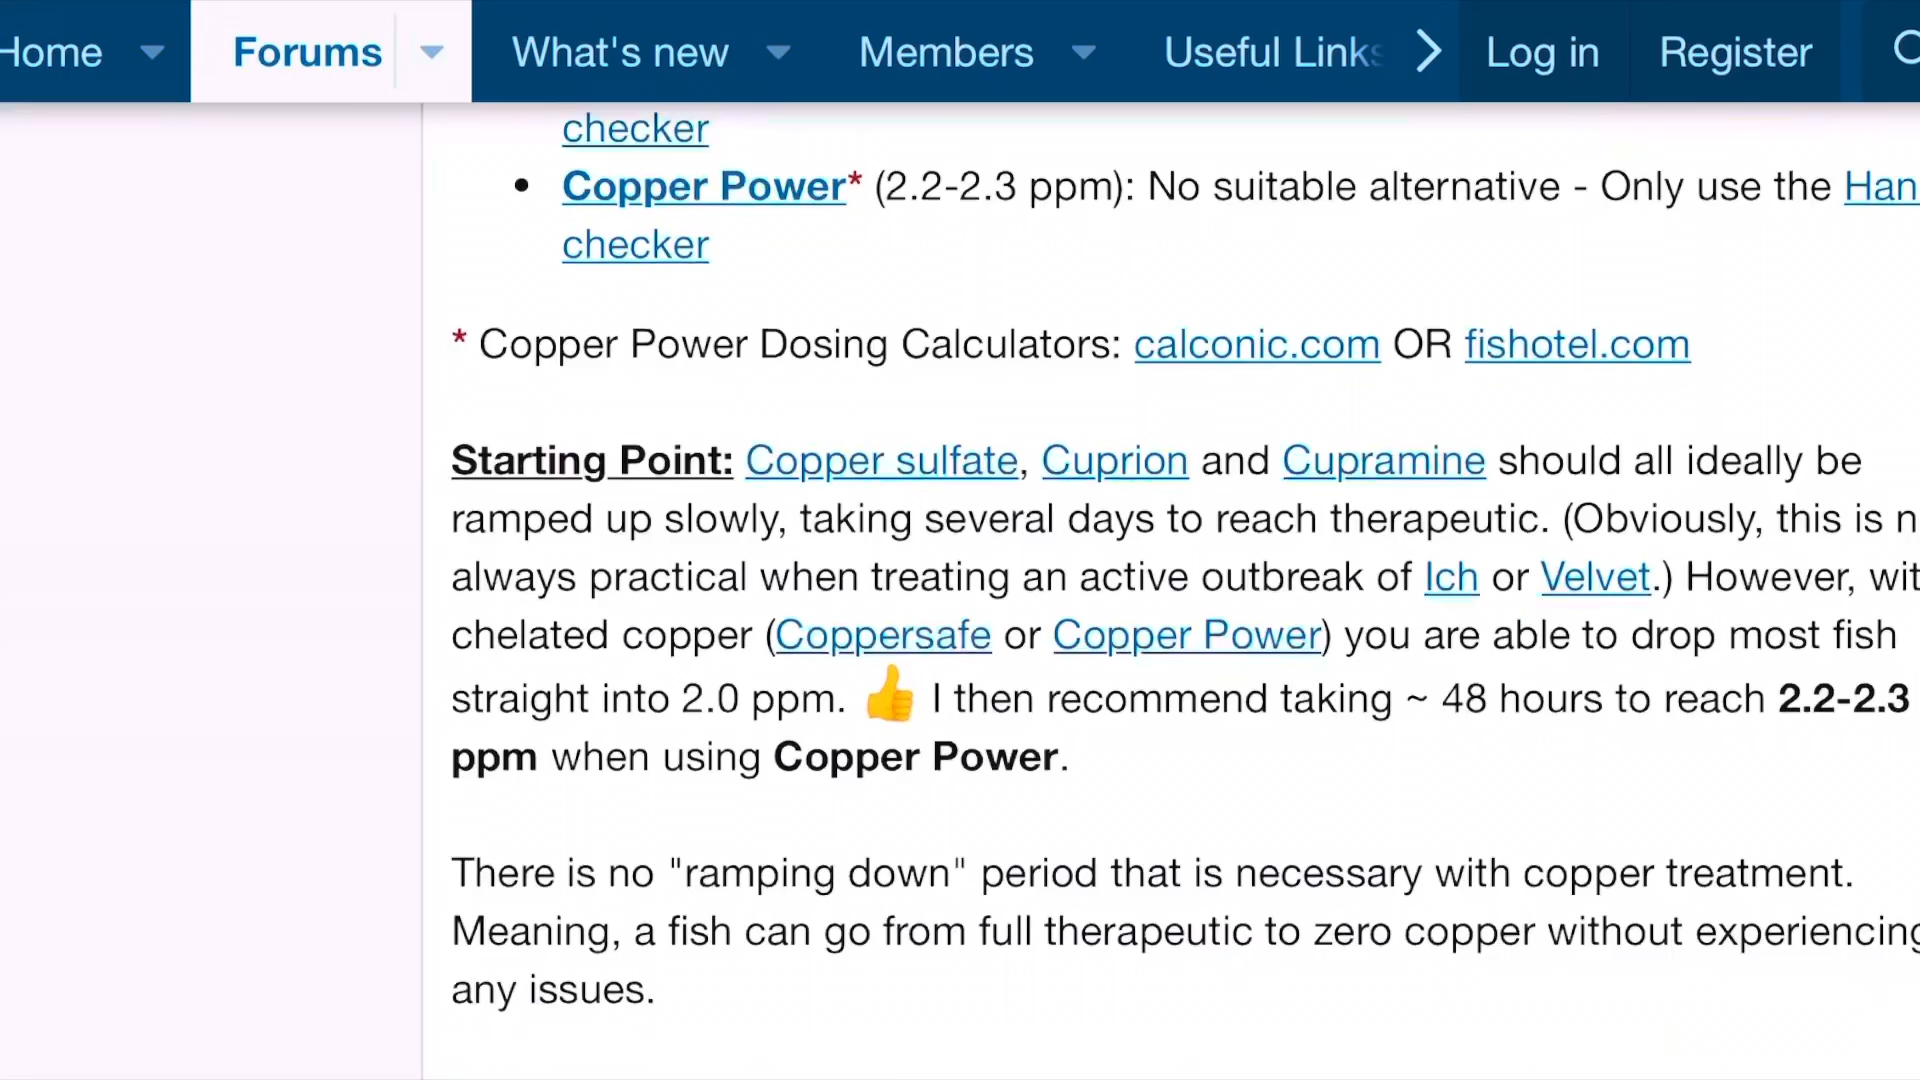 Home Forums What's new Members Useful Links Log in Register
checker
Copper Power* (2.2-2.3 ppm): No suitable alternative - Only use the Han
checker
* Copper Power Dosing Calculators: calconic.com OR fishotel.com
Starting Point: Copper sulfate, Cuprion and Cupramine should all ideally be
ramped up slowly, taking several days to reach therapeutic. (Obviously, this is n
always practical when treating an active outbreak of Ich or Velvet.) However, wit
chelated copper (Coppersafe or Copper Power) you are able to drop most fish
straight into 2.0 ppm. 👍 I then recommend taking ~ 48 hours to reach 2.2-2.3
ppm when using Copper Power.
There is no "ramping down" period that is necessary with copper treatment.
Meaning, a fish can go from full therapeutic to zero copper without experiencing
any issues.